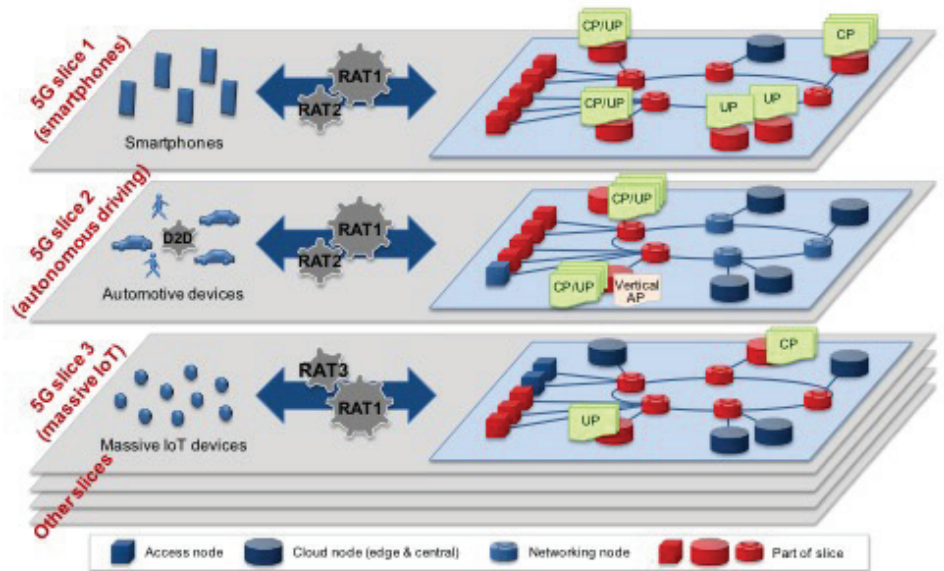 5G slice 1
(smartphones)
Smartphones
RAT1
RAT2
CP/UP
CP
CP/UP
UP
UP
5G slice 2
(autonomous driving)
D2D
Automotive devices
RAT1
RAT2
CP/UP
CP/UP
Vertical
AP
5G slice 3
(massive IoT)
Massive IoT devices
RAT3
RAT1
CP
UP
Other slices
Access node
Cloud node (edge & central)
Networking node
Part of slice